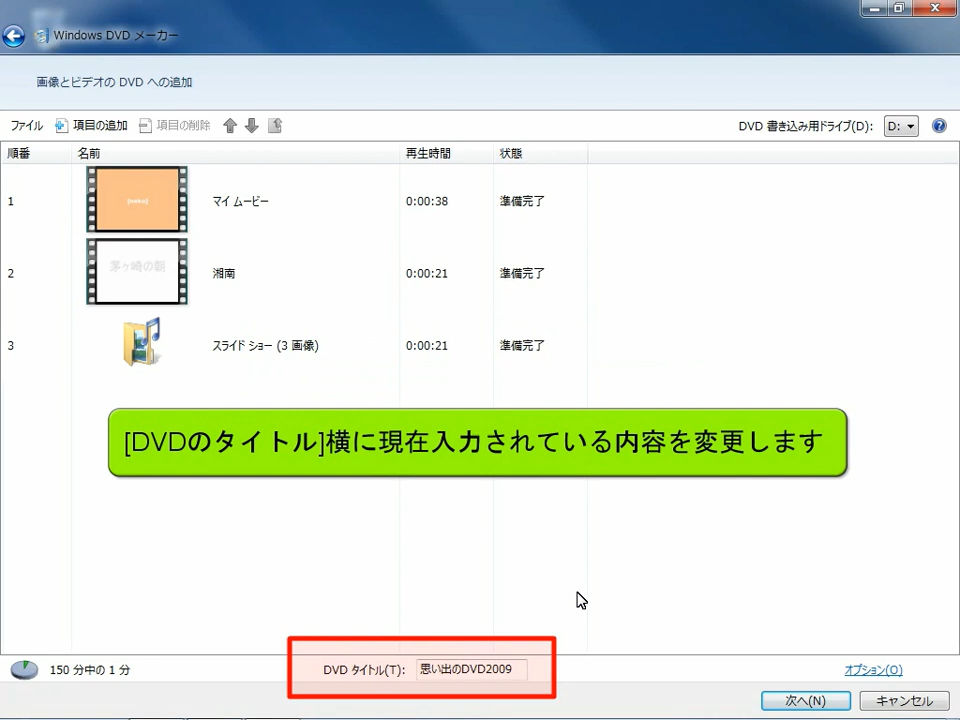 Windows DVD メーカー
画像とビデオの DVD への追加
ファイル 項目の追加 項目の削除 DVD 書き込み用ドライブ(D): D:
順番 名前 再生時間 状態
1 マイ ムービー 0:00:38 準備完了
茅ヶ崎の朝
2 湘南 0:00:21 準備完了
3 スライド ショー (3 画像) 0:00:21 準備完了
[DVDのタイトル]横に現在入力されている内容を変更します
150 分中の 1 分 DVD タイトル(T): 思い出のDVD2009 オプション(O)
次へ(N) キャンセル